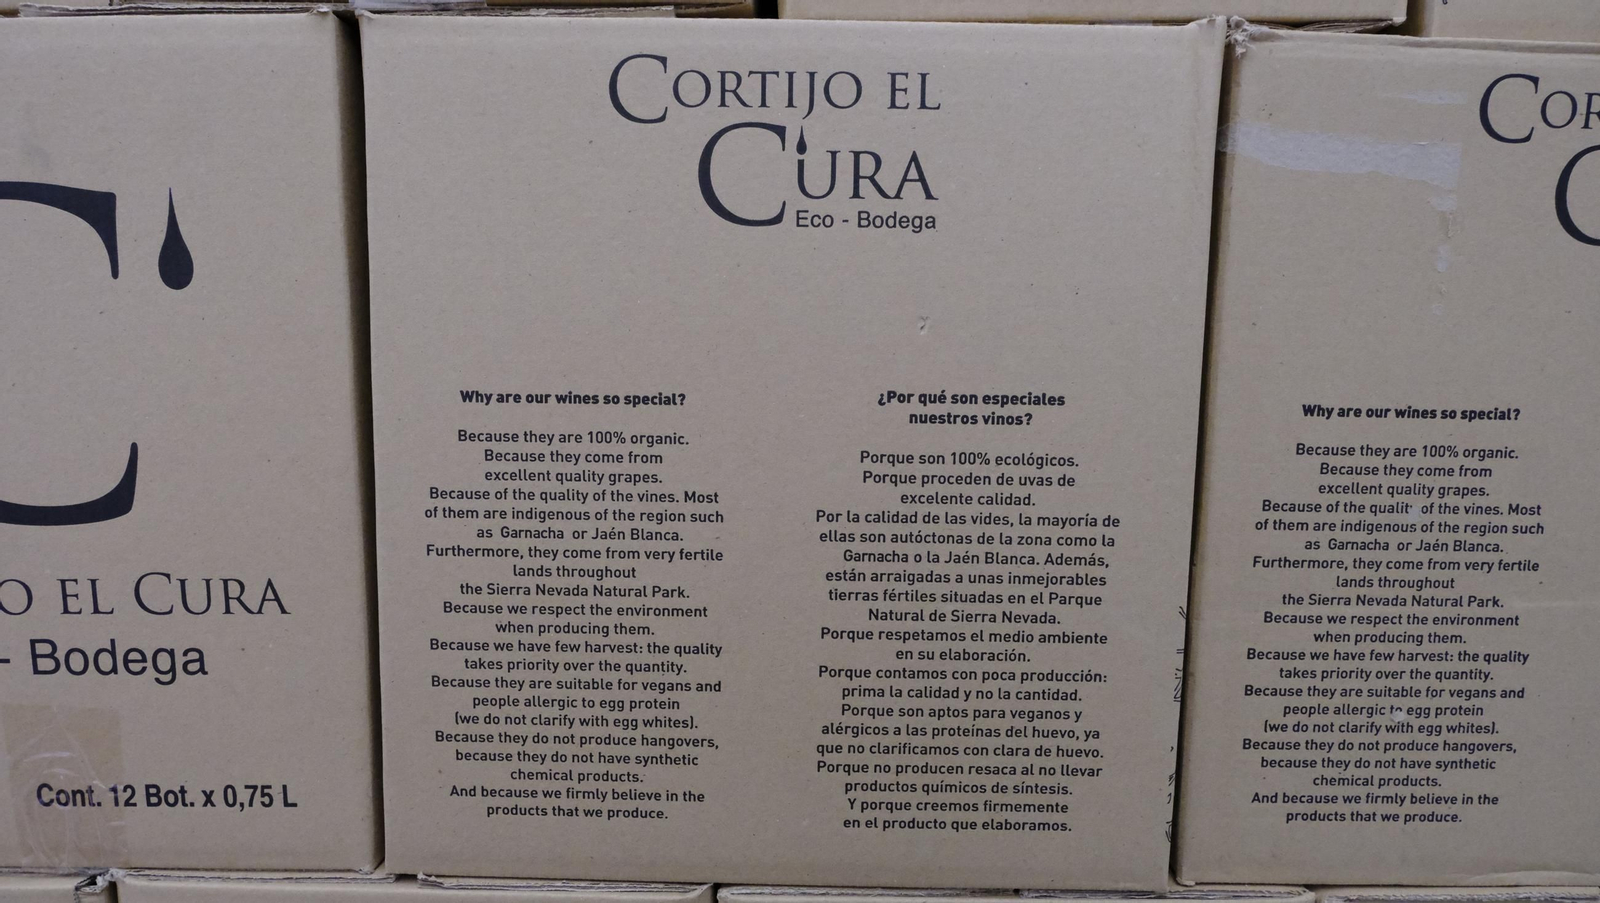 O EL CURA
- Bodega
Cont. 12 Bot. x 0,75 L
CORTIJO EL
CURA
Eco - Bodega
Why are our wines so special?
Because they are 100% organic.
Because they come from
excellent quality grapes.
Because of the quality of the vines. Most
of them are indigenous of the region such
as Garnacha or Jaén Blanca.
Furthermore, they come from very fertile
lands throughout
the Sierra Nevada Natural Park.
Because we respect the environment
when producing them.
Because we have few harvest: the quality
takes priority over the quantity.
Because they are suitable for vegans and
people allergic to egg protein
(we do not clarify with egg whites).
Because they do not produce hangovers,
because they do not have synthetic
chemical products.
And because we firmly believe in the
products that we produce.
¿Por qué son especiales
nuestros vinos?
Porque son 100% ecológicos.
Porque proceden de uvas de
excelente calidad.
Por la calidad de las vides, la mayoría de
ellas son autóctonas de la zona como la
Garnacha o la Jaén Blanca. Además,
están arraigadas a unas inmejorables
tierras fértiles situadas en el Parque
Natural de Sierra Nevada.
Porque respetamos el medio ambiente
en su elaboración.
Porque contamos con poca producción:
prima la calidad y no la cantidad.
Porque son aptos para veganos y
alérgicos a las proteínas del huevo, ya
que no clarificamos con clara de huevo.
Porque no producen resaca al no llevar
productos químicos de síntesis.
Y porque creemos firmemente
en el producto que elaboramos.
COR
C
Why are our wines so special?
Because they are 100% organic.
Because they come from
excellent quality grapes.
Because of the quality of the vines. Most
of them are indigenous of the region such
as Garnacha or Jaén Blanca.
Furthermore, they come from very fertile
lands throughout
the Sierra Nevada Natural Park.
Because we respect the environment
when producing them.
Because we have few harvest: the quality
takes priority over the quantity.
Because they are suitable for vegans and
people allergic to egg protein
(we do not clarify with egg whites).
Because they do not produce hangovers,
because they do not have synthetic
chemical products.
And because we firmly believe in the
products that we produce.